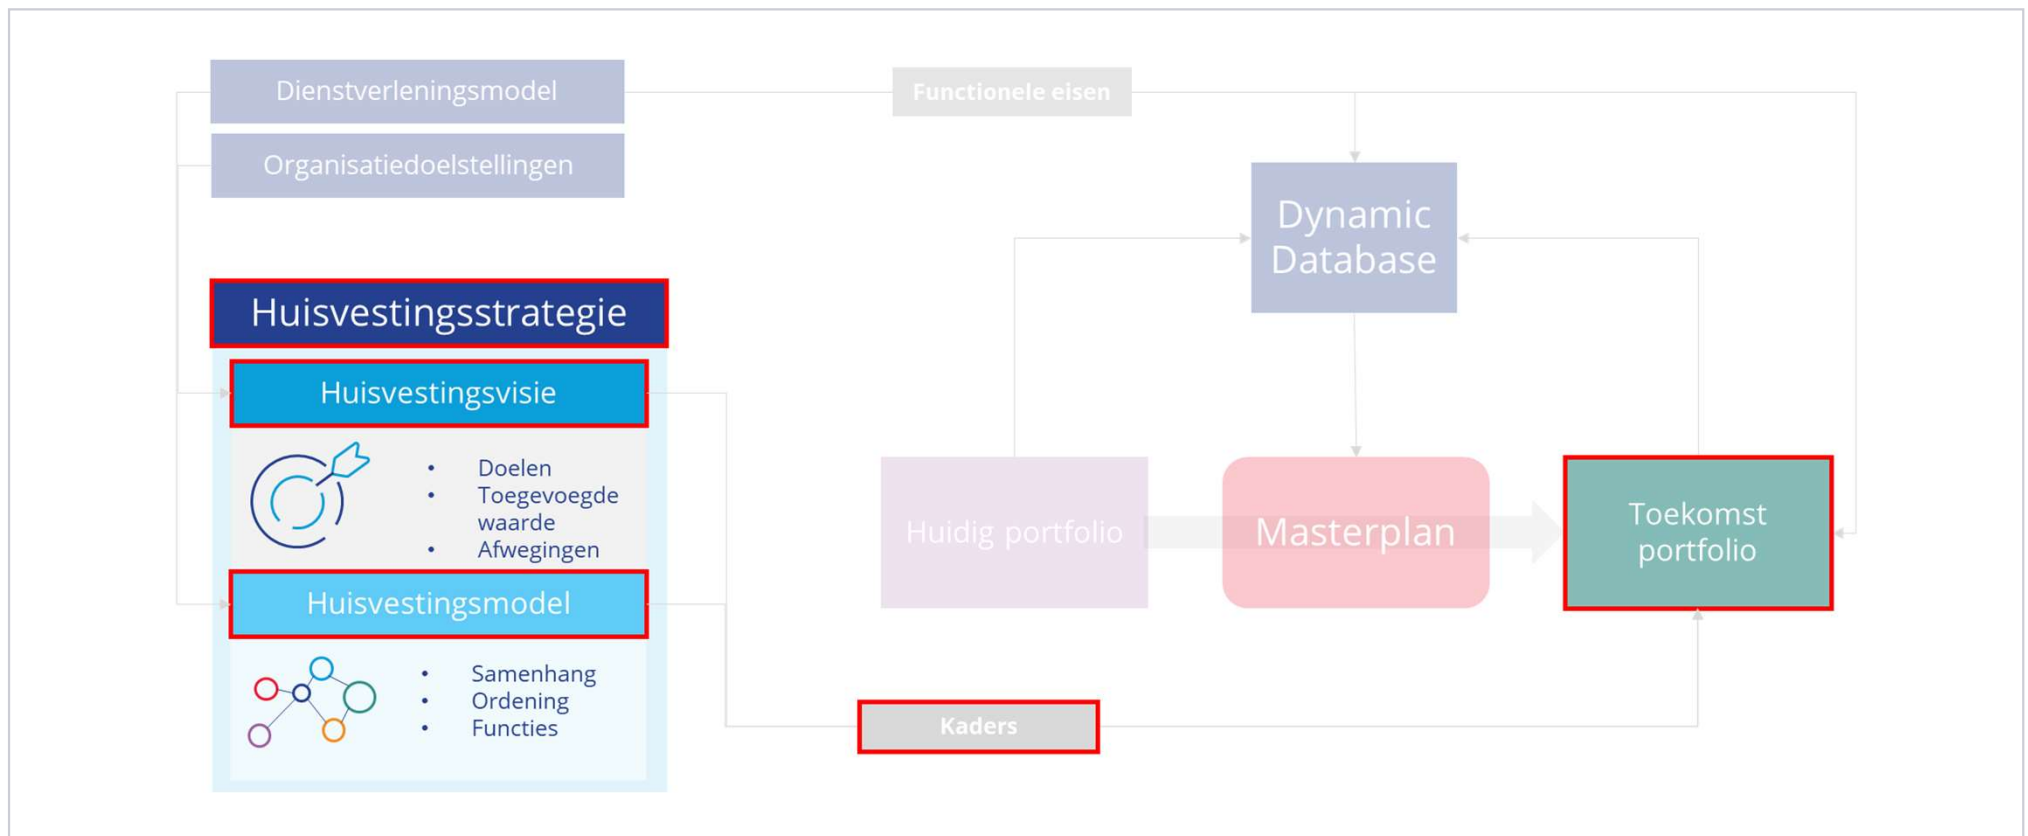 Dienstverleningsmodel
Organisatiedoelstellingen
Functionele eisen
Dynamic
Database
Huisvestingsstrategie
Huisvestingsvisie
• Doelen
• Toegevoegde
waarde
• Afwegingen
Huisvestingsmodel
• Samenhang
• Ordening
• Functies
Huidig portfolio
Masterplan
Toekomst
portfolio
Kaders